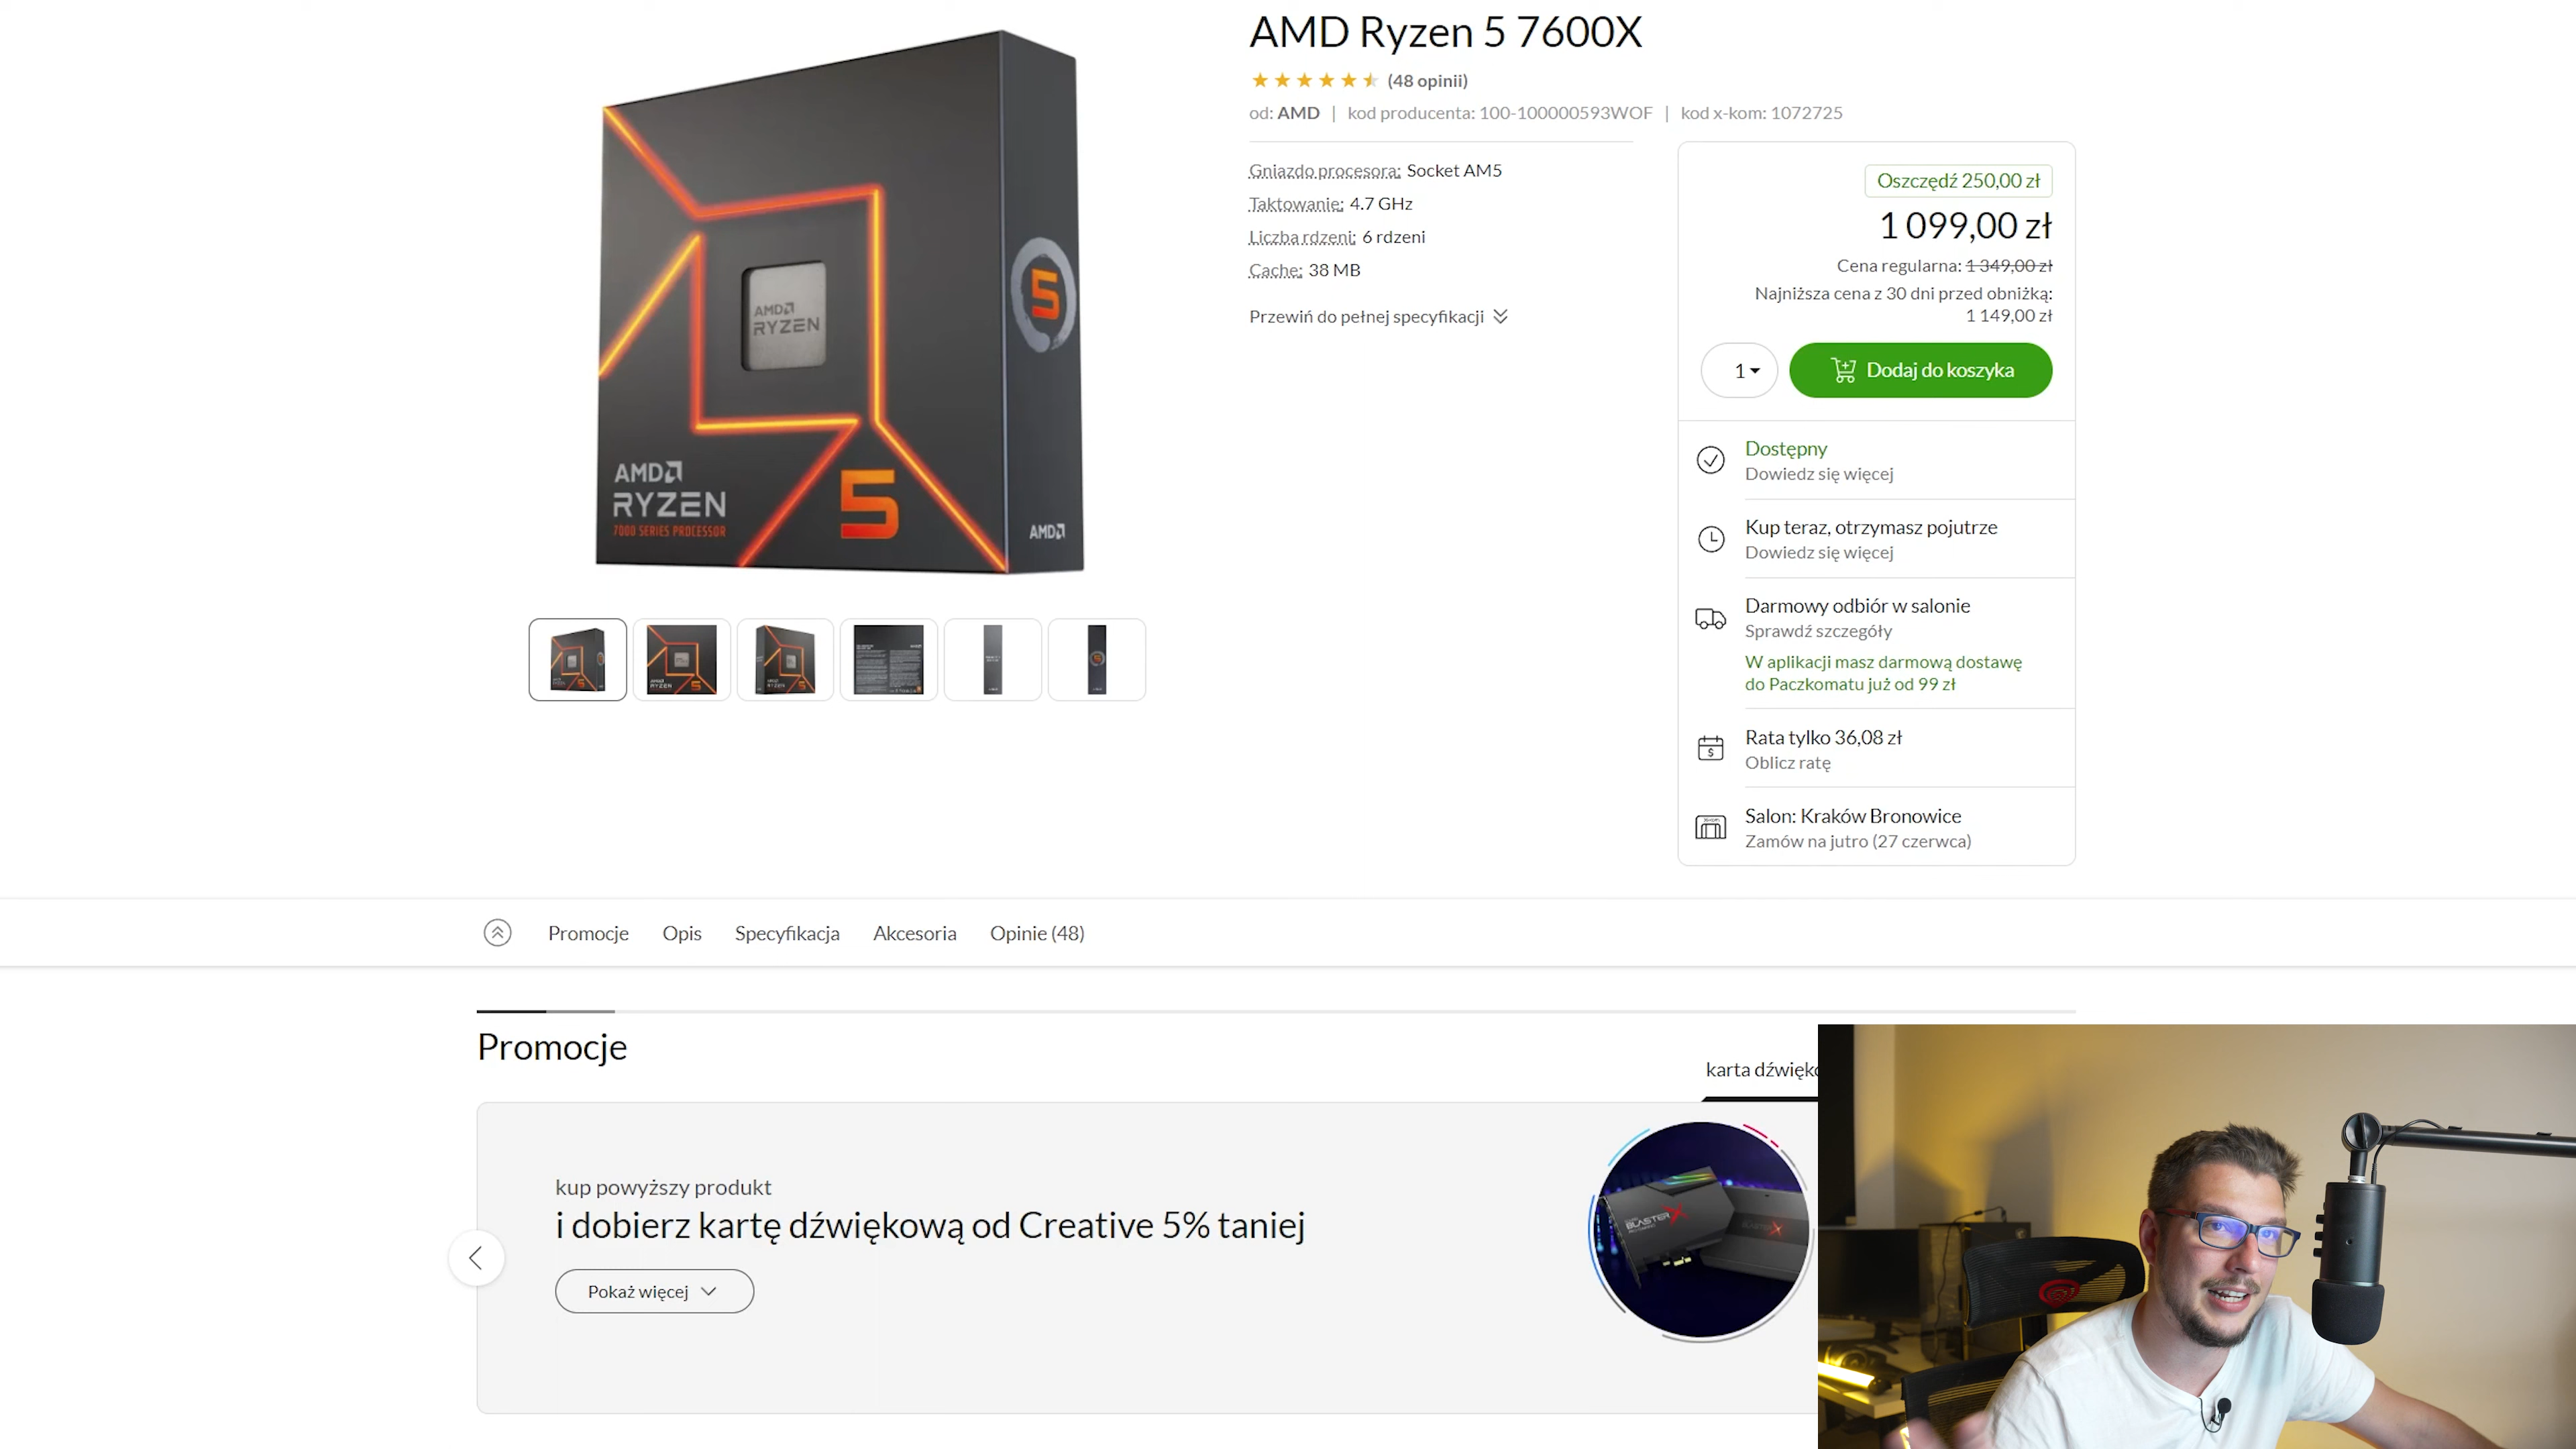 AMD Ryzen 5 7600X
(48 opinii)
od: AMD | kod producenta: 100-100000593WOF | kod x-kom: 1072725
Gniazdo procesora: Socket AM5
Taktowanie: 4.7 GHz
Liczba rdzeni: 6 rdzeni
Cache: 38 MB
Przewiń do pełnej specyfikacji
AMD
RYZEN
5
AMD
RYZEN
7000 SERIES PROCESSOR
5
AMD
Oszczędź 250,00 zł
1 099,00 zł
Cena regularna: 1 349,00 zł
Najniższa cena z 30 dni przed obniżką:
1 149,00 zł
1
Dodaj do koszyka
Dostępny
Dowiedz się więcej
Kup teraz, otrzymasz pojutrze
Dowiedz się więcej
Darmowy odbiór w salonie
Sprawdź szczegóły
W aplikacji masz darmową dostawę
do Paczkomatu już od 99 zł
Rata tylko 36,08 zł
Oblicz ratę
Salon: Kraków Bronowice
Zamów na jutro (27 czerwca)
Promocje
Opis
Specyfikacja
Akcesoria
Opinie (48)
Promocje
karta dźwięko
kup powyższy produkt
i dobierz kartę dźwiękową od Creative 5% taniej
Pokaż więcej
BLASTERX